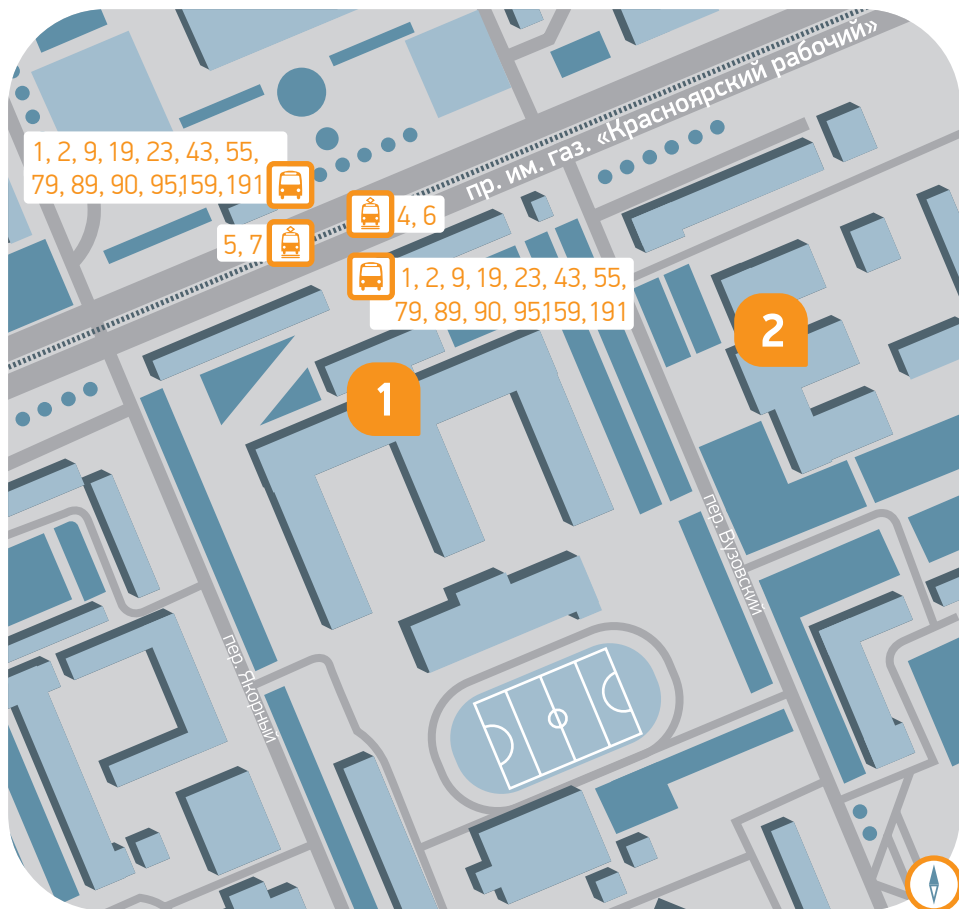 пр. им. газ. «Красноярский рабочий»
1, 2, 9, 19, 23, 43, 55,
79, 89, 90, 95,159, 191
4, 6
5, 7
1, 2, 9, 19, 23, 43, 55,
79, 89, 90, 95,159, 191
2
1
пер. Вузовский
пер. Якорный